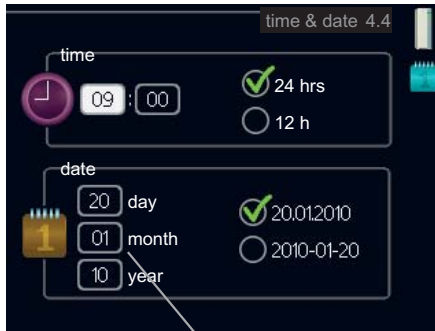 time & date 4.4
time
09 : 00
24 hrs
12 h
date
20 day
01 month
10 year
20.01.2010
2010-01-20
1